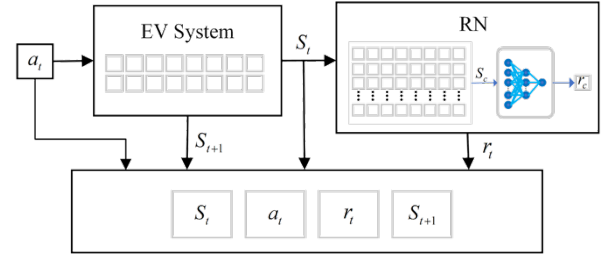 EV System
RN
a_t
S_t
S_c
r_c
S_{t+1}
r_t
S_t
a_t
r_t
S_{t+1}